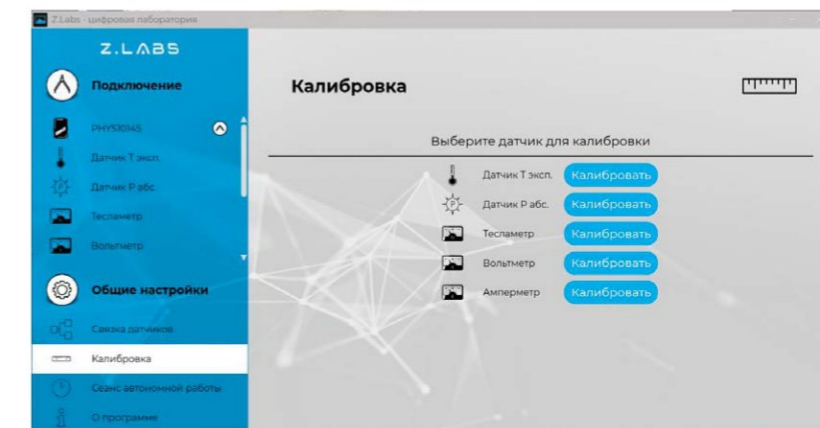 Z.Labs - цифровая лаборатория
Z.LABS
Подключение
PHYS10145
Датчик Т эксп.
Датчик Р абс.
Тесламетр
Вольтметр
Общие настройки
Связка датчиков
Калибровка
Сеанс автономной работы
О программе
Калибровка
Выберите датчик для калибровки
Датчик Т эксп. Калибровать
Датчик Р абс. Калибровать
Тесламетр Калибровать
Вольтметр Калибровать
Амперметр Калибровать